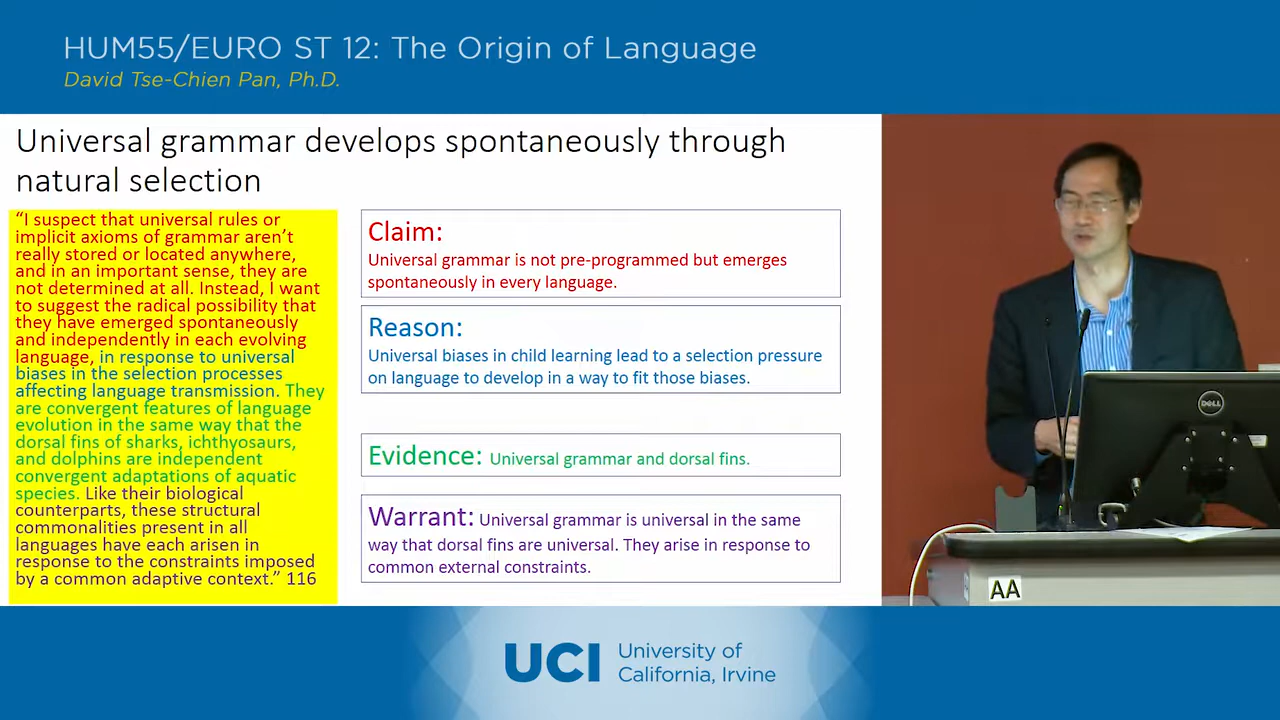 HUM55/EURO ST 12: The Origin of Language
David Tse-Chien Pan, Ph.D.
Universal grammar develops spontaneously through
natural selection
“I suspect that universal rules or
implicit axioms of grammar aren’t
really stored or located anywhere,
and in an important sense, they are
not determined at all. Instead, I want
to suggest the radical possibility that
they have emerged spontaneously
and independently in each evolving
language, in response to universal
biases in the selection processes
affecting language transmission. They
are convergent features of language
evolution in the same way that the
dorsal fins of sharks, ichthyosaurs,
and dolphins are independent
convergent adaptations of aquatic
species. Like their biological
counterparts, these structural
commonalities present in all
languages have each arisen in
response to the constraints imposed
by a common adaptive context.” 116
Claim:
Universal grammar is not pre-programmed but emerges
spontaneously in every language.
Reason:
Universal biases in child learning lead to a selection pressure
on language to develop in a way to fit those biases.
Evidence: Universal grammar and dorsal fins.
Warrant: Universal grammar is universal in the same
way that dorsal fins are universal. They arise in response to
common external constraints.
DELL
AA
UCI University of
California, Irvine